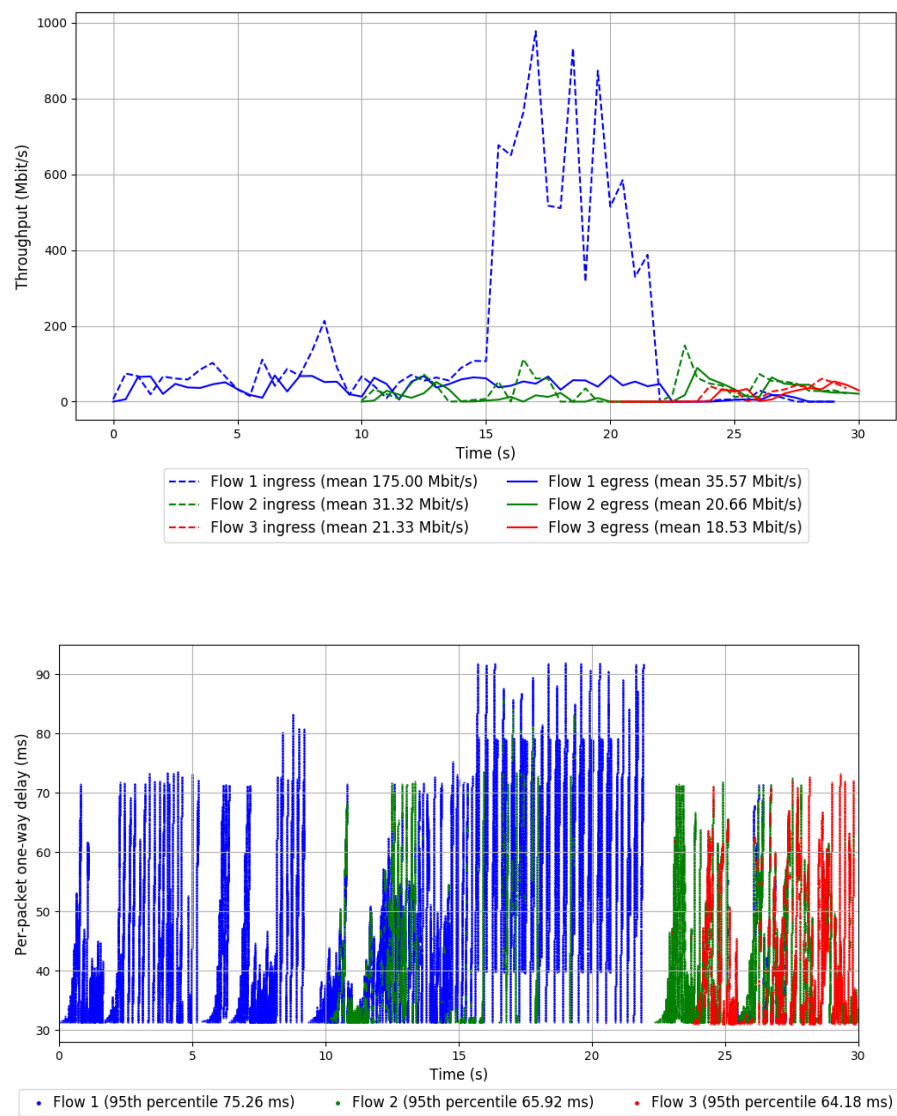 1000
800
600
400
200
0
Throughput (Mbit/s)
0 5 10 15 20 25 30
Time (s)
Flow 1 ingress (mean 175.00 Mbit/s) Flow 1 egress (mean 35.57 Mbit/s)
Flow 2 ingress (mean 31.32 Mbit/s) Flow 2 egress (mean 20.66 Mbit/s)
Flow 3 ingress (mean 21.33 Mbit/s) Flow 3 egress (mean 18.53 Mbit/s)
90
80
70
60
50
40
30
Per-packet one-way delay (ms)
0 5 10 15 20 25 30
Time (s)
Flow 1 (95th percentile 75.26 ms) Flow 2 (95th percentile 65.92 ms) Flow 3 (95th percentile 64.18 ms)